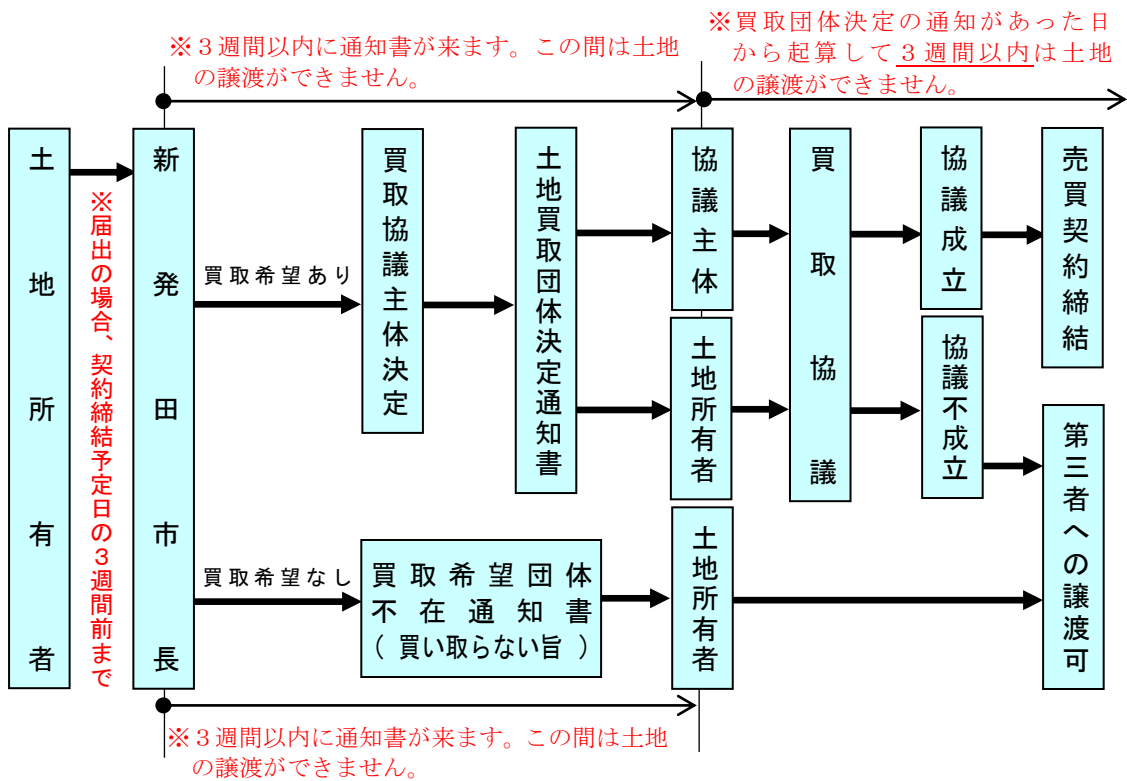 ※３週間以内に通知書が来ます。この間は土地
の譲渡ができません。
※買取団体決定の通知があった日
から起算して３週間以内は土地
の譲渡ができません。
土地所有者
※届出の場合、契約締結予定日の３週間前まで
新発田市長
買取希望あり
買取協議主体決定
土地買取団体決定通知書
協議主体
土地所有者
買取協議
協議成立
協議不成立
売買契約締結
買取希望なし
買取希望団体
不在通知書
（買い取らない旨）
土地所有者
第三者への譲渡可
※３週間以内に通知書が来ます。この間は土地
の譲渡ができません。